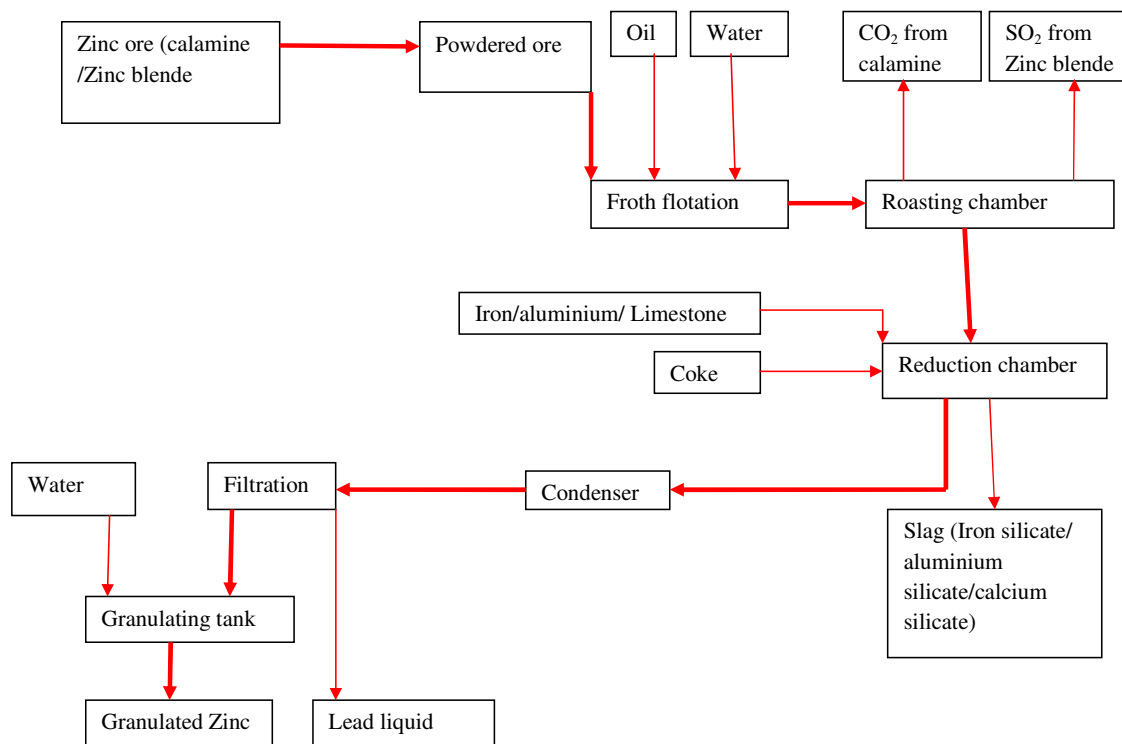 Zinc ore (calamine
/Zinc blende
Powdered ore
Oil
Water
CO₂ from
calamine
SO₂ from
Zinc blende
Froth flotation
Roasting chamber
Iron/aluminium/ Limestone
Reduction chamber
Coke
Water
Filtration
Condenser
Slag (Iron silicate/
aluminium
silicate/calcium
silicate)
Granulating tank
Granulated Zinc
Lead liquid